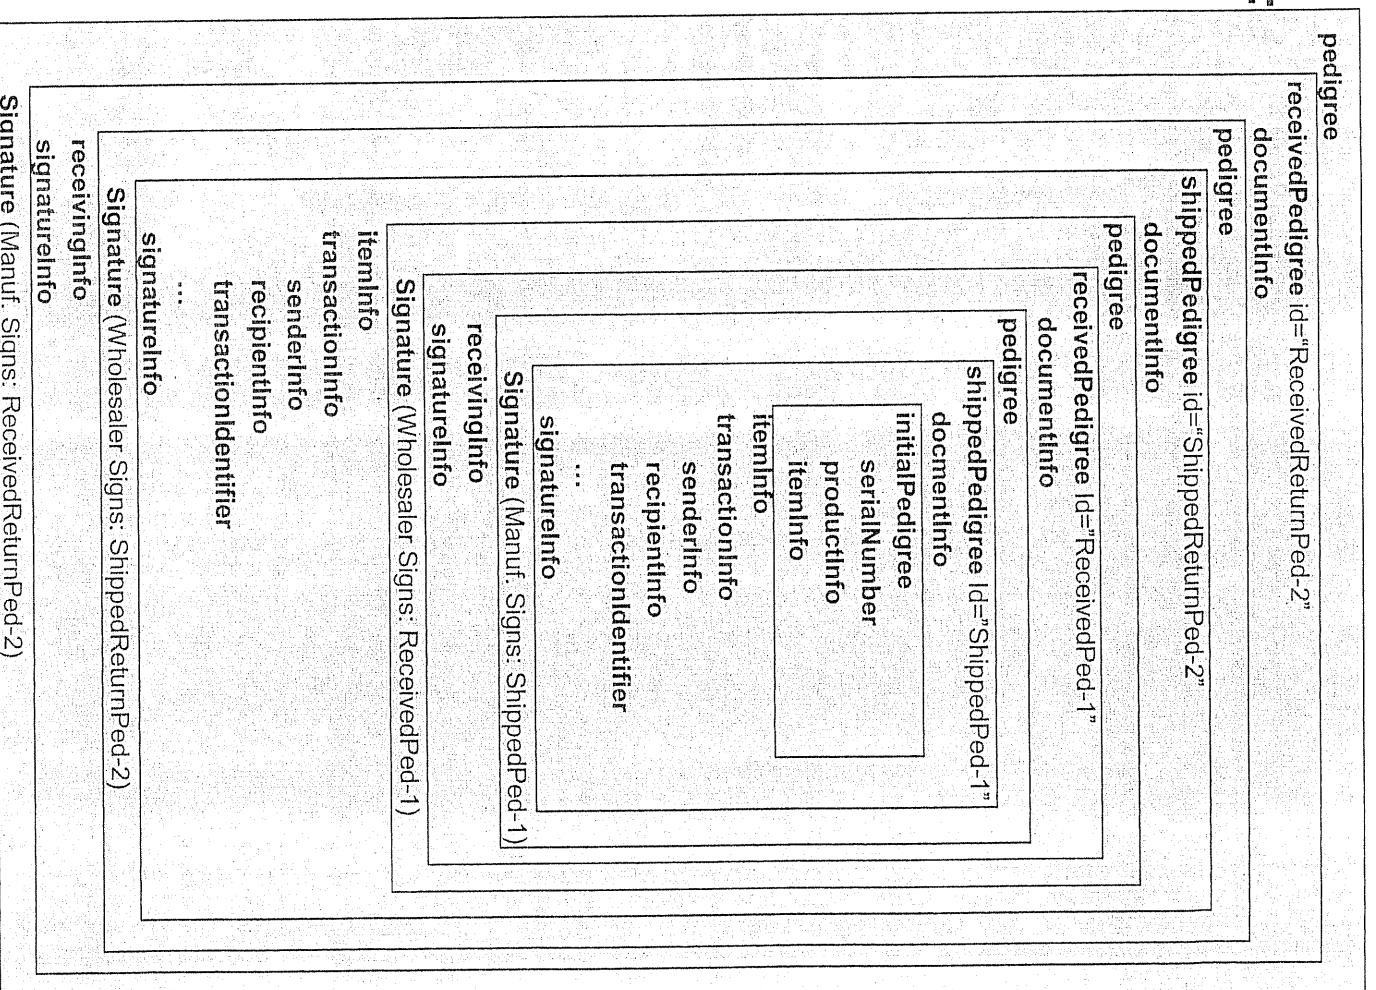 pedigree
receivedPedigree id="ReceivedReturnPed-2"
documentInfo
pedigree
shippedPedigree id="ShippedReturnPed-2"
documentInfo
pedigree
receivedPedigree Id="ReceivedPed-1"
documentInfo
pedigree
shippedPedigree Id="ShippedPed-1"
docmentInfo
initialPedigree
serialNumber
productInfo
itemInfo
itemInfo
transactionInfo
senderInfo
recipientInfo
transactionIdentifier
...
signatureInfo
Signature (Manuf. Signs: ShippedPed-1)
receivingInfo
signatureInfo
Signature (Wholesaler Signs: ReceivedPed-1)
itemInfo
transactionInfo
senderInfo
recipientInfo
transactionIdentifier
...
signatureInfo
Signature (Wholesaler Signs: ShippedReturnPed-2)
receivingInfo
signatureInfo
Signature (Manuf. Signs: ReceivedReturnPed-2)